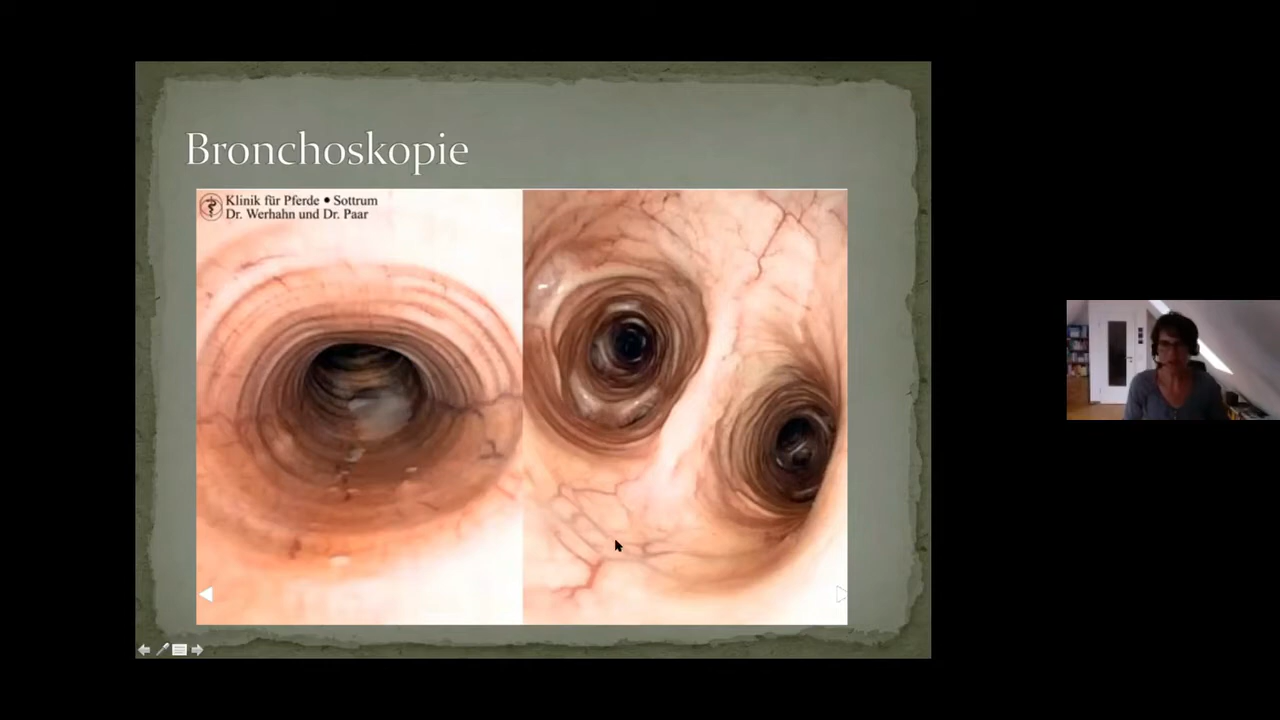 Bronchoskopie
Klinik für Pferde • Sottrum
Dr. Werhahn und Dr. Paar